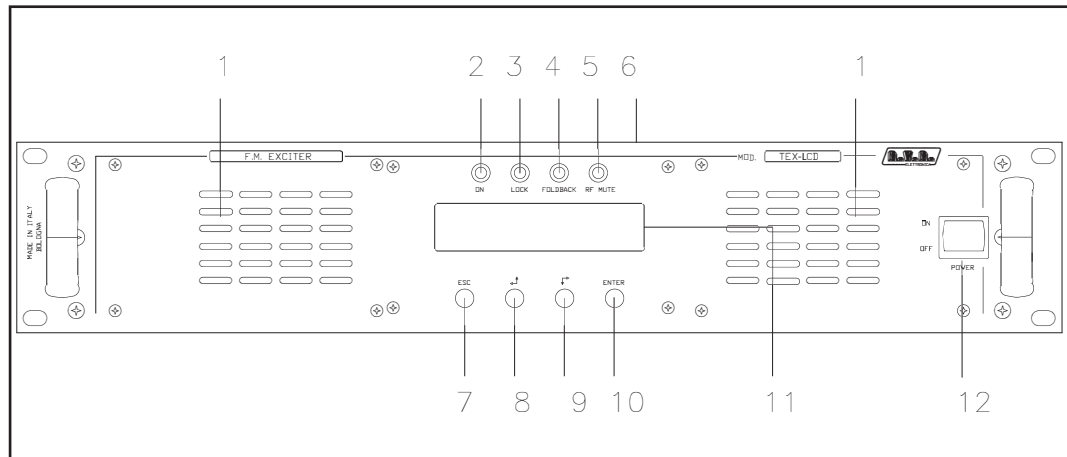 1 2 3 4 5 6 1
F.M. EXCITER
MOD. TEX-LCD
R.V.R.
ELETTRONICA
ON LOCK FOLDBACK RF MUTE
MADE IN ITALY
BOLOGNA
ON
OFF
POWER
ESC ENTER
7 8 9 10 11 12